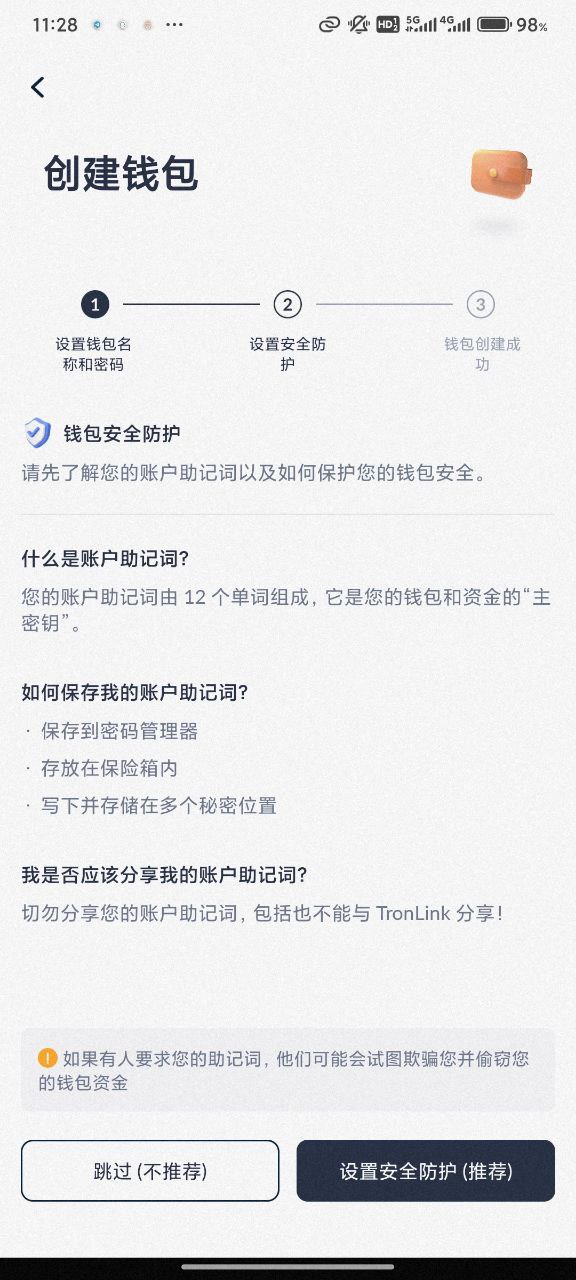 11:28
HD2 5G 4G 98%
创建钱包
1 2 3
设置钱包名
称和密码
设置安全防
护
钱包创建成
功
钱包安全防护
请先了解您的账户助记词以及如何保护您的钱包安全。
什么是账户助记词?
您的账户助记词由 12 个单词组成, 它是您的钱包和资金的“主
密钥”。
如何保存我的账户助记词?
· 保存到密码管理器
· 存放在保险箱内
· 写下并存储在多个秘密位置
我是否应该分享我的账户助记词?
切勿分享您的账户助记词, 包括也不能与 TronLink 分享!
如果有人要求您的助记词, 他们可能会试图欺骗您并偷窃您
的钱包资金
跳过 (不推荐)
设置安全防护 (推荐)